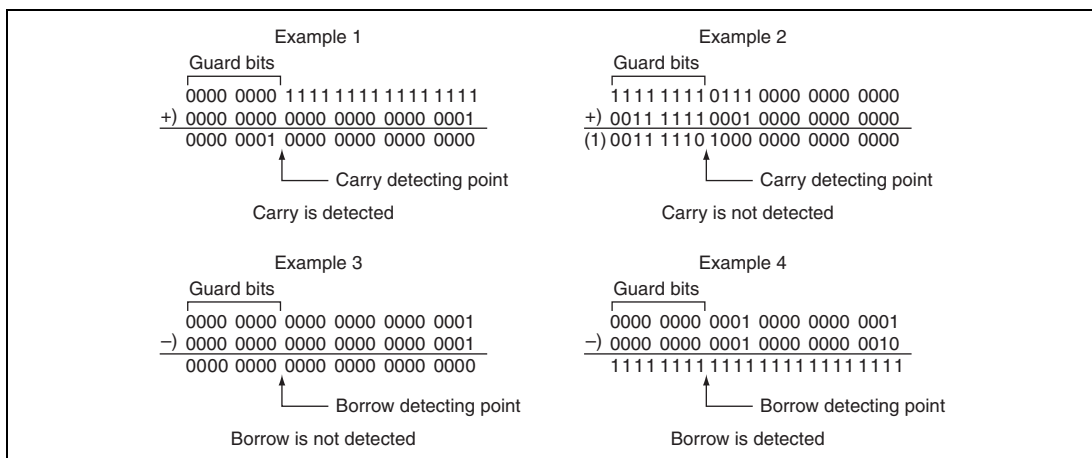 Example 1
Guard bits
0000 0000 1111 1111 1111 1111
+) 0000 0000 0000 0000 0000 0001
0000 0001 0000 0000 0000 0000
Carry detecting point
Carry is detected
Example 2
Guard bits
1111 1111 0111 0000 0000 0000
+) 0011 1111 0001 0000 0000 0000
(1) 0011 1110 1000 0000 0000 0000
Carry detecting point
Carry is not detected
Example 3
Guard bits
0000 0000 0000 0000 0000 0001
–) 0000 0000 0000 0000 0000 0001
0000 0000 0000 0000 0000 0000
Borrow detecting point
Borrow is not detected
Example 4
Guard bits
0000 0000 0001 0000 0000 0001
–) 0000 0000 0001 0000 0000 0010
1111 1111 1111 1111 1111 1111
Borrow detecting point
Borrow is detected